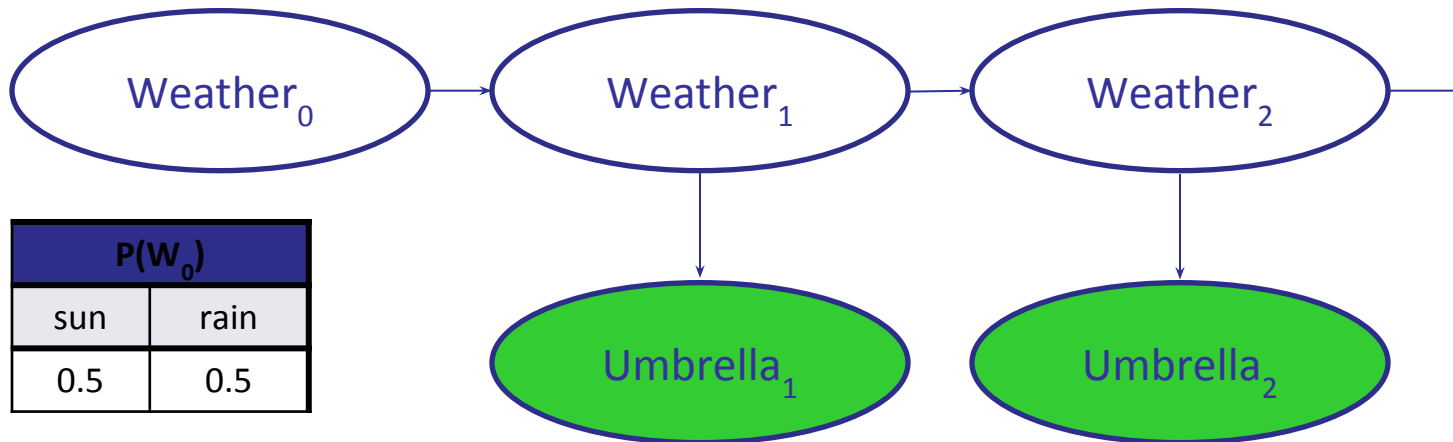 Weather₀ Weather₁ Weather₂
P(W₀)
sun rain
0.5 0.5
Umbrella₁ Umbrella₂